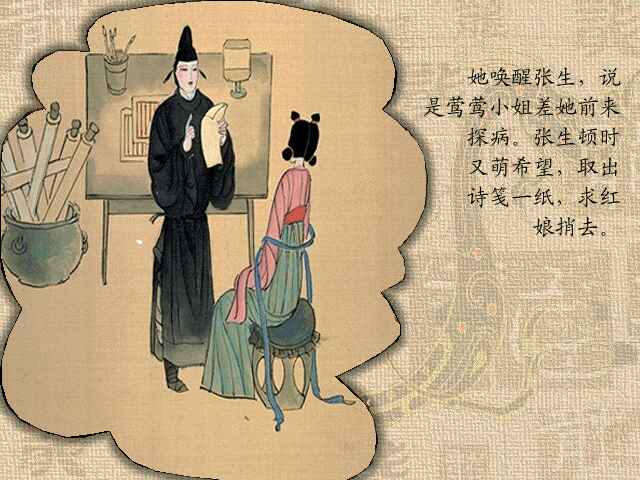 她唤醒张生，说
是莺莺小姐差她前来
探病。张生顿时
又萌希望，取出
诗笺一纸，求红
娘捎去。